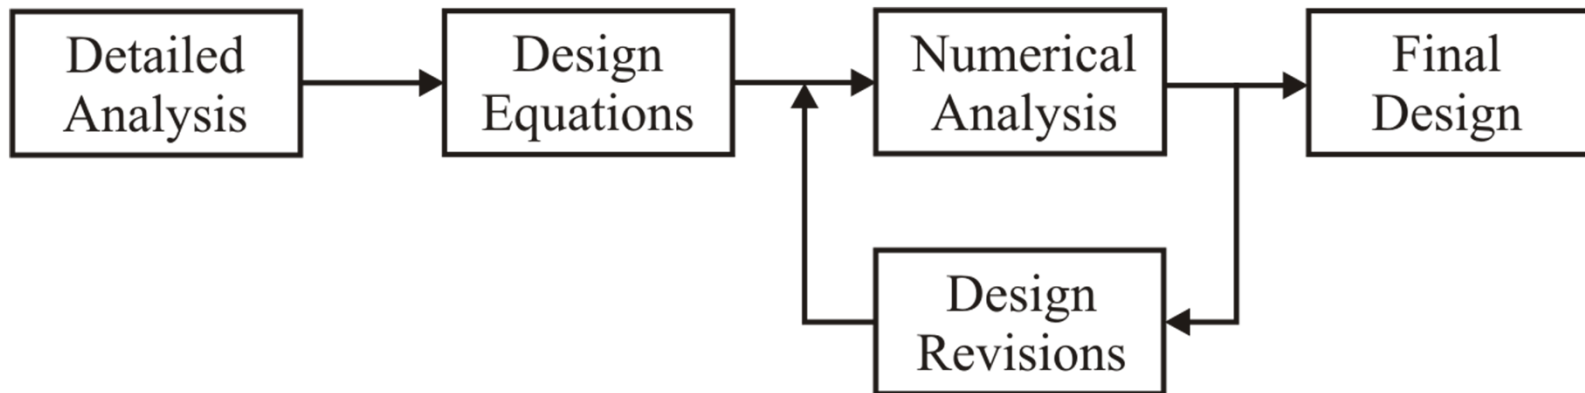 Detailed
Analysis
Design
Equations
Numerical
Analysis
Final
Design
Design
Revisions